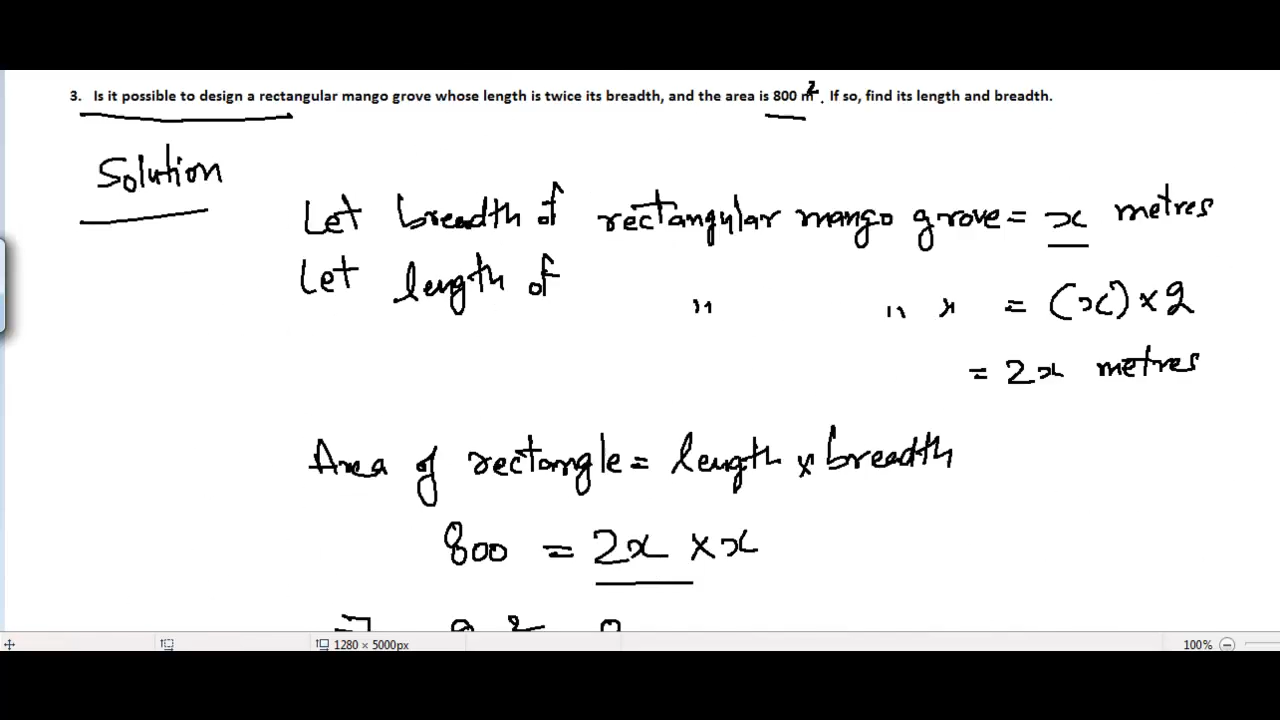 3. Is it possible to design a rectangular mango grove whose length is twice its breadth, and the area is 800 m². If so, find its length and breadth.
Solution
Let breadth of rectangular mango grove = x metres
Let length of " " " = (x) × 2
= 2x metres
Area of rectangle = length × breadth
800 = 2x × x
1280 × 5000px 100%